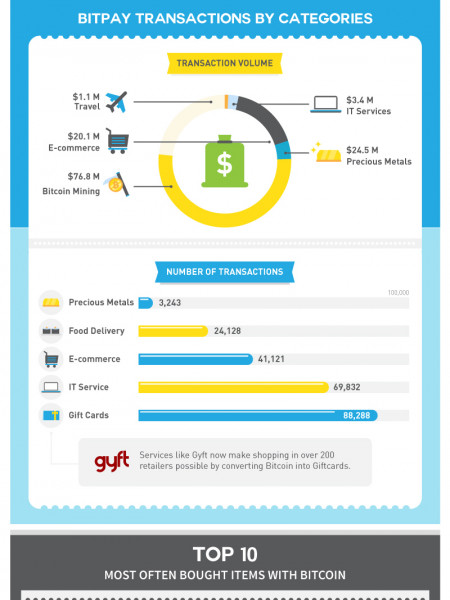 BITPAY TRANSACTIONS BY CATEGORIES
TRANSACTION VOLUME
$1.1 M
Travel
$3.4 M
IT Services
$20.1 M
E-commerce
$24.5 M
Precious Metals
$76.8 M
Bitcoin Mining
$
NUMBER OF TRANSACTIONS
100,000
Precious Metals 3,243
Food Delivery 24,128
E-commerce 41,121
IT Service 69,832
Gift Cards 88,288
gyft
Services like Gyft now make shopping in over 200
retailers possible by converting Bitcoin into Giftcards.
TOP 10
MOST OFTEN BOUGHT ITEMS WITH BITCOIN